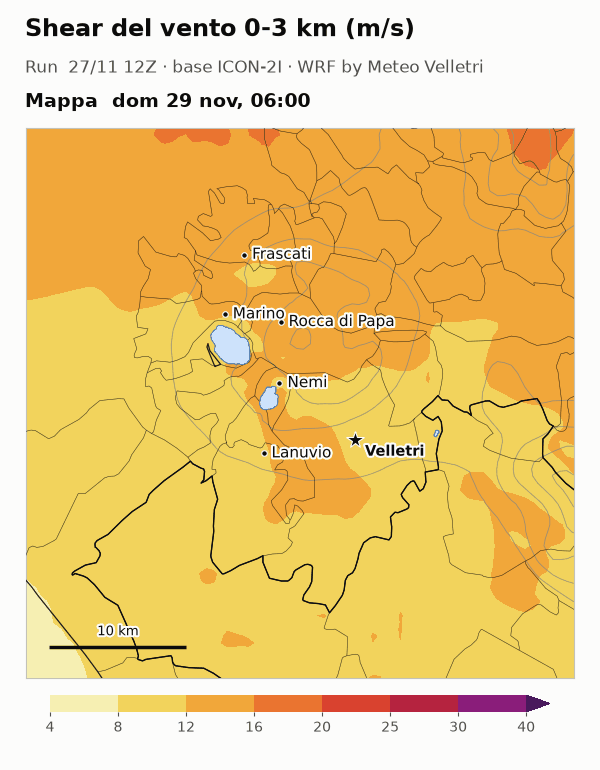 Shear del vento 0-3 km (m/s)
Run  27/11 12Z · base ICON-2I · WRF by Meteo Velletri
Mappa  dom 29 nov, 06:00
Frascati
Marino
Rocca di Papa
Nemi
Velletri
Lanuvio
10 km
4 8 12 16 20 25 30 40